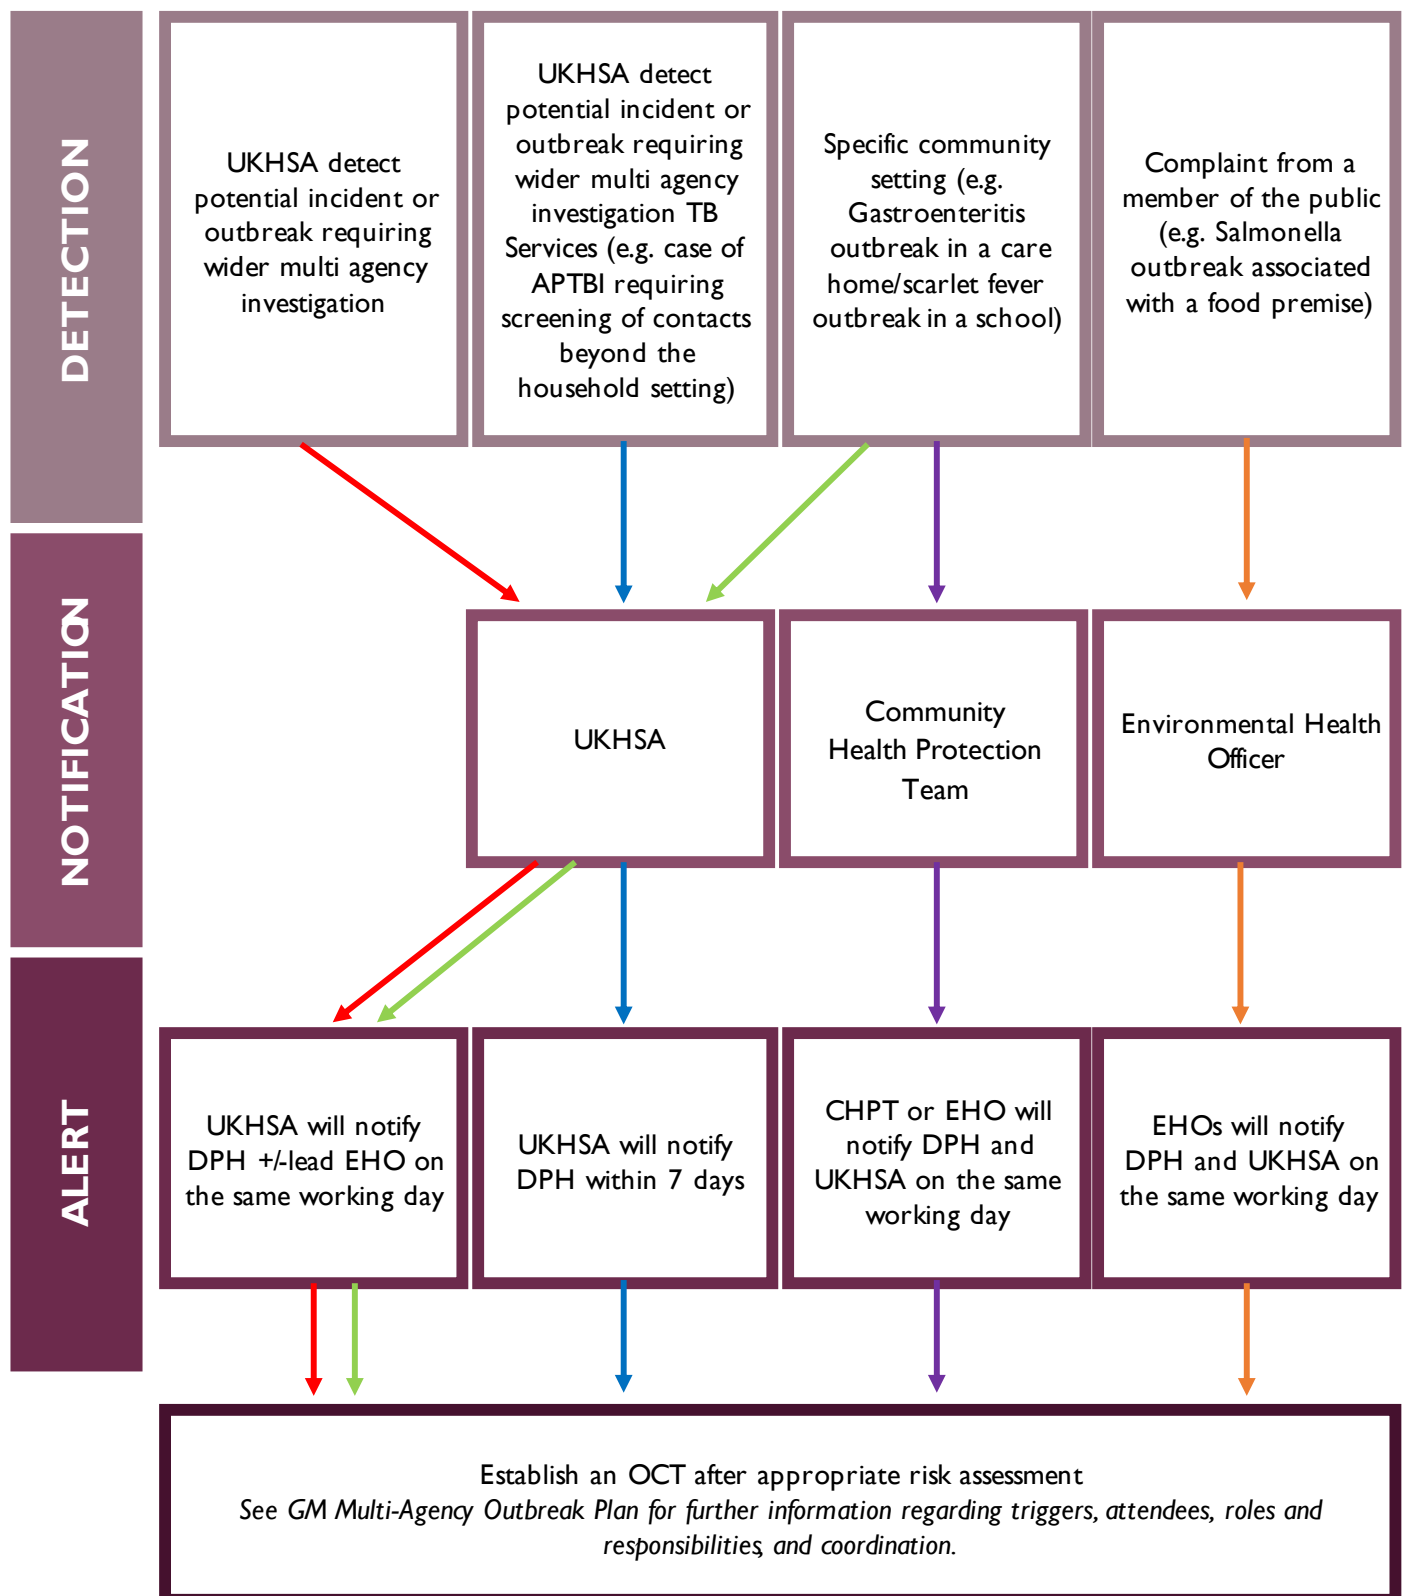 DETECTION
UKHSA detect
potential incident or
outbreak requiring
wider multi agency
investigation
UKHSA detect
potential incident or
outbreak requiring
wider multi agency
investigation TB
Services (e.g. case of
APTBI requiring
screening of contacts
beyond the
household setting)
Specific community
setting (e.g.
Gastroenteritis
outbreak in a care
home/scarlet fever
outbreak in a school)
Complaint from a
member of the public
(e.g. Salmonella
outbreak associated
with a food premise)
NOTIFICATION
UKHSA
Community
Health Protection
Team
Environmental Health
Officer
ALERT
UKHSA will notify
DPH +/-lead EHO on
the same working day
UKHSA will notify
DPH within 7 days
CHPT or EHO will
notify DPH and
UKHSA on the same
working day
EHOs will notify
DPH and UKHSA on
the same working day
Establish an OCT after appropriate risk assessment
See GM Multi-Agency Outbreak Plan for further information regarding triggers, attendees, roles and
responsibilities, and coordination.